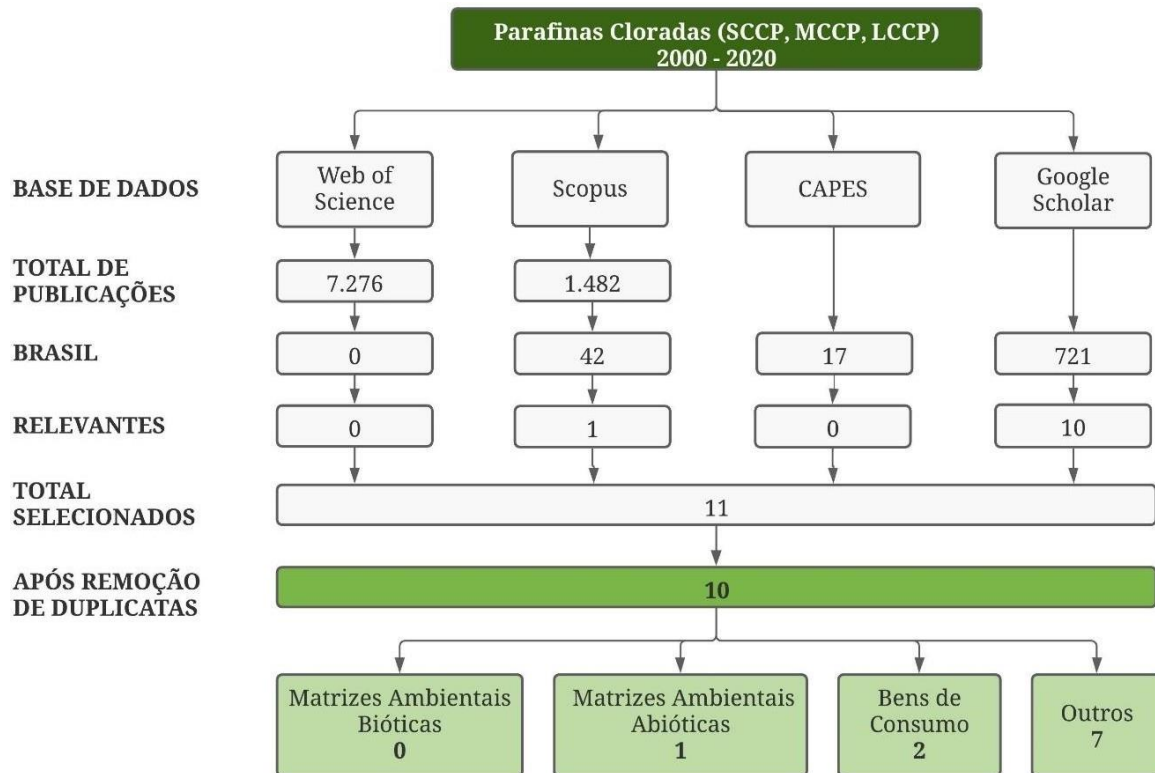 Parafinas Cloradas (SCCP, MCCP, LCCP)
2000 - 2020
BASE DE DADOS
Web of
Science
Scopus
CAPES
Google
Scholar
TOTAL DE
PUBLICAÇÕES
7.276
1.482
BRASIL
0
42
17
721
RELEVANTES
0
1
0
10
TOTAL
SELECIONADOS
11
APÓS REMOÇÃO
DE DUPLICATAS
10
Matrizes Ambientais
Bióticas
0
Matrizes Ambientais
Abióticas
1
Bens de
Consumo
2
Outros
7